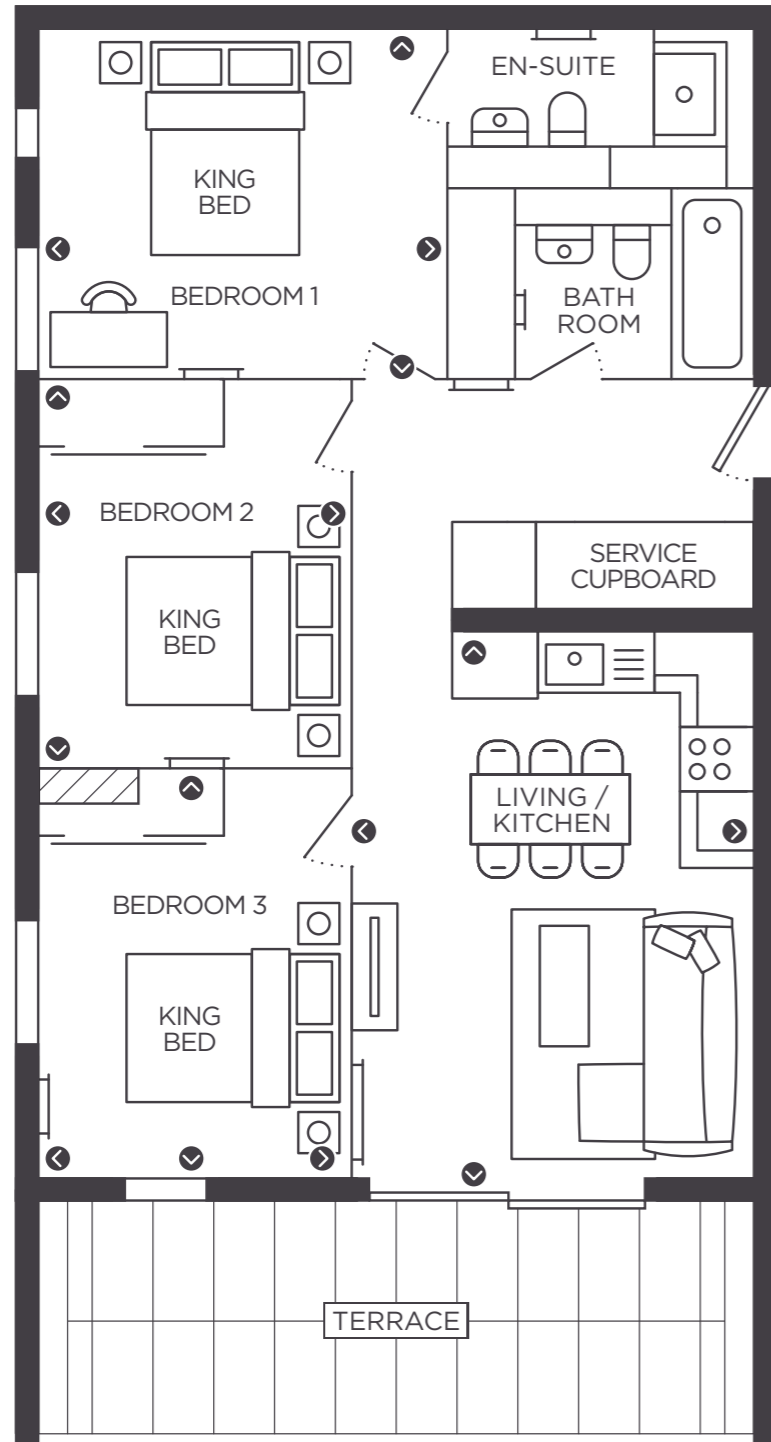 EN-SUITE
KING
BED
BEDROOM 1
BATH
ROOM
BEDROOM 2
SERVICE
CUPBOARD
KING
BED
LIVING /
KITCHEN
BEDROOM 3
KING
BED
TERRACE